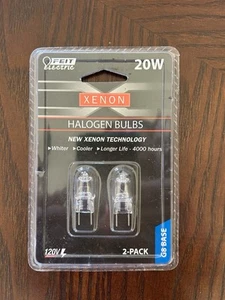 FEIT electric
20W
XENON
HALOGEN BULBS
NEW XENON TECHNOLOGY
Whiter Cooler Longer Life - 4000 hours
120V
2-PACK
G8 BASE